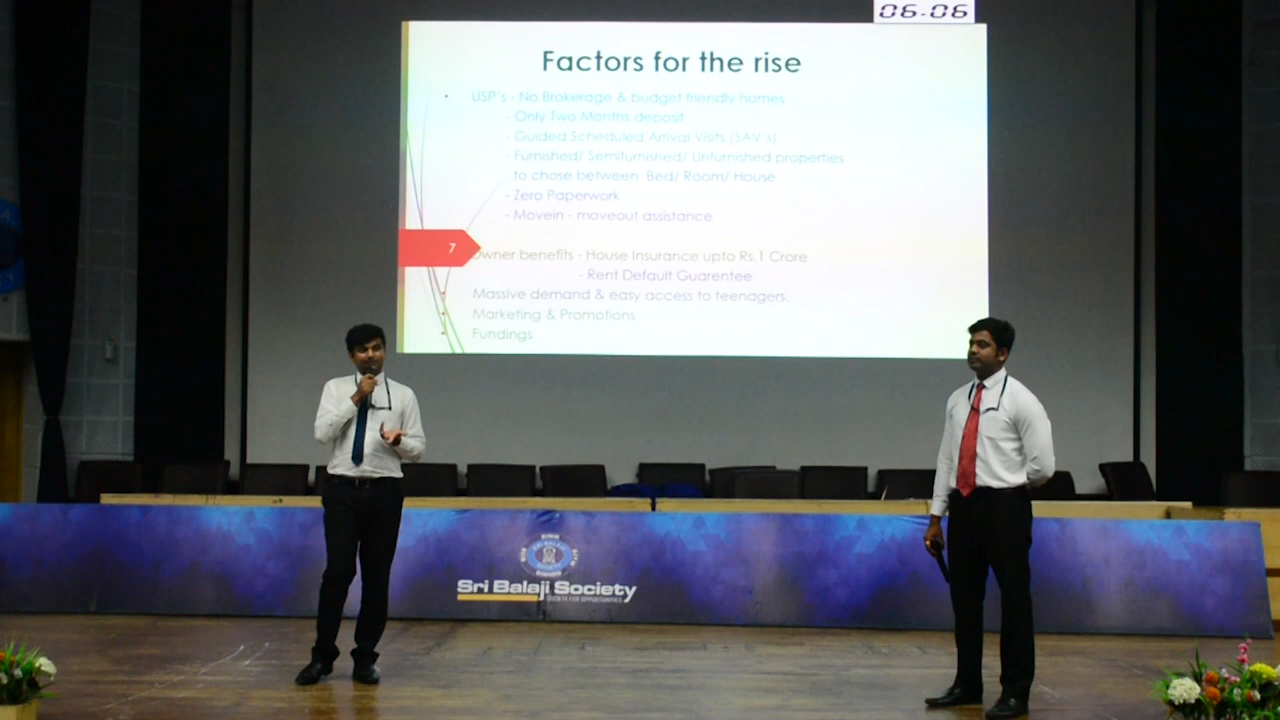 06-06
Factors for the rise
• USP's - No Brokerage & budget friendly homes
- Only Two Months deposit
- Guided Scheduled Arrival Visits (SAV's)
- Furnished/ Semifurnished/ Unfurnished properties
to chose between Bed/ Room/ House
- Zero Paperwork
- Movein - moveout assistance
7
Owner benefits - House Insurance upto Rs.1 Crore
- Rent Default Guarentee
Massive demand & easy access to teenagers.
Marketing & Promotions
Fundings
SRI BALAJI
SOCIETY
Sri Balaji Society
SOCIETY FOR OPPORTUNITIES